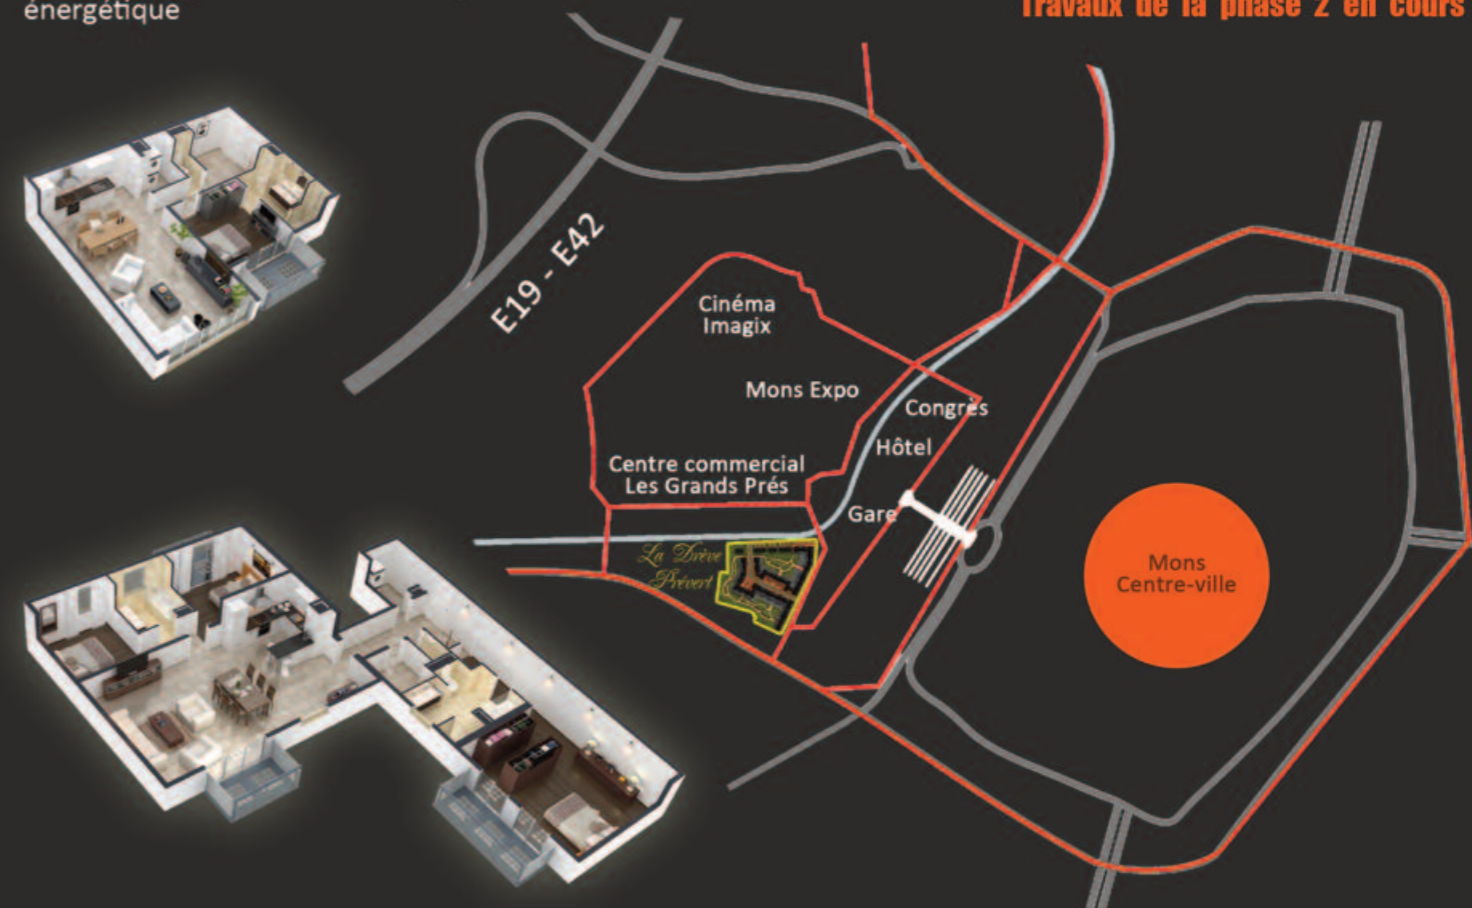 énergétique
Travaux de la phase 2 en cours
E19 - E42
Cinéma
Imagix
Mons Expo
Congrès
Hôtel
Centre commercial
Les Grands Prés
Gare
La Drève
Prévert
Mons
Centre-ville